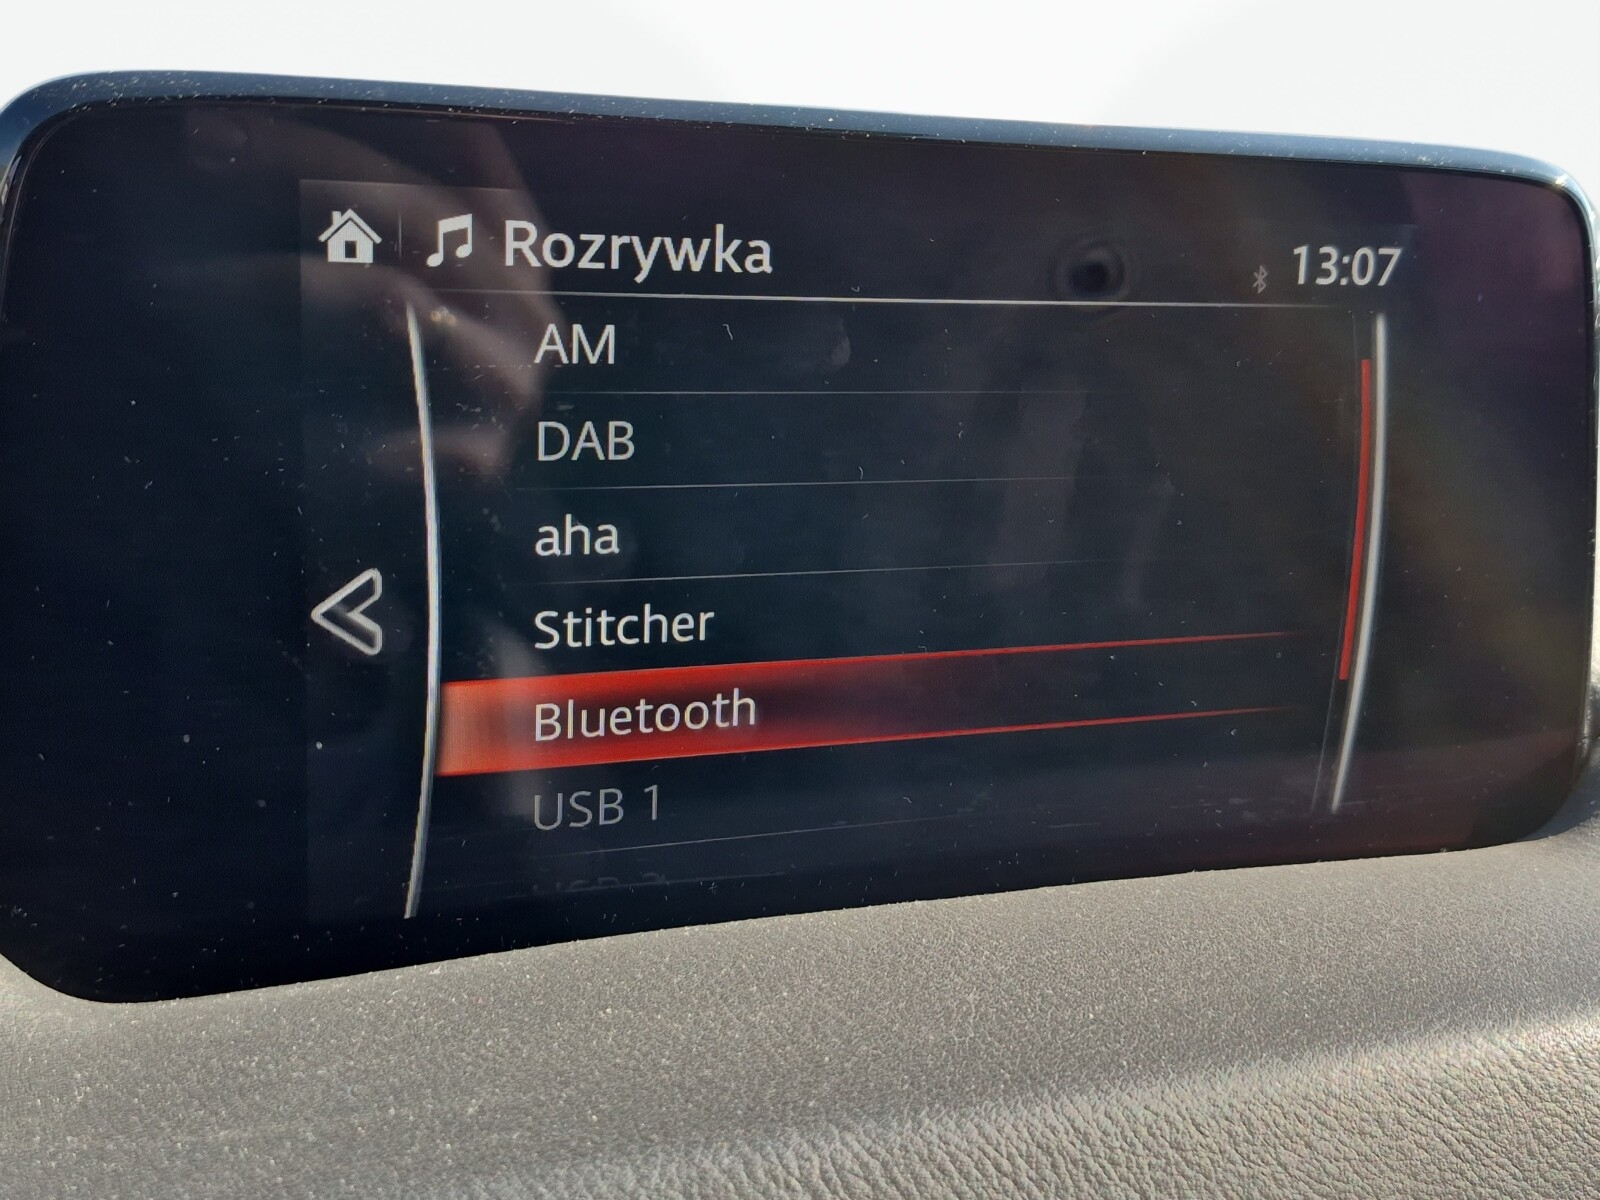 Rozrywka
13:07
AM
DAB
aha
Stitcher
Bluetooth
USB 1